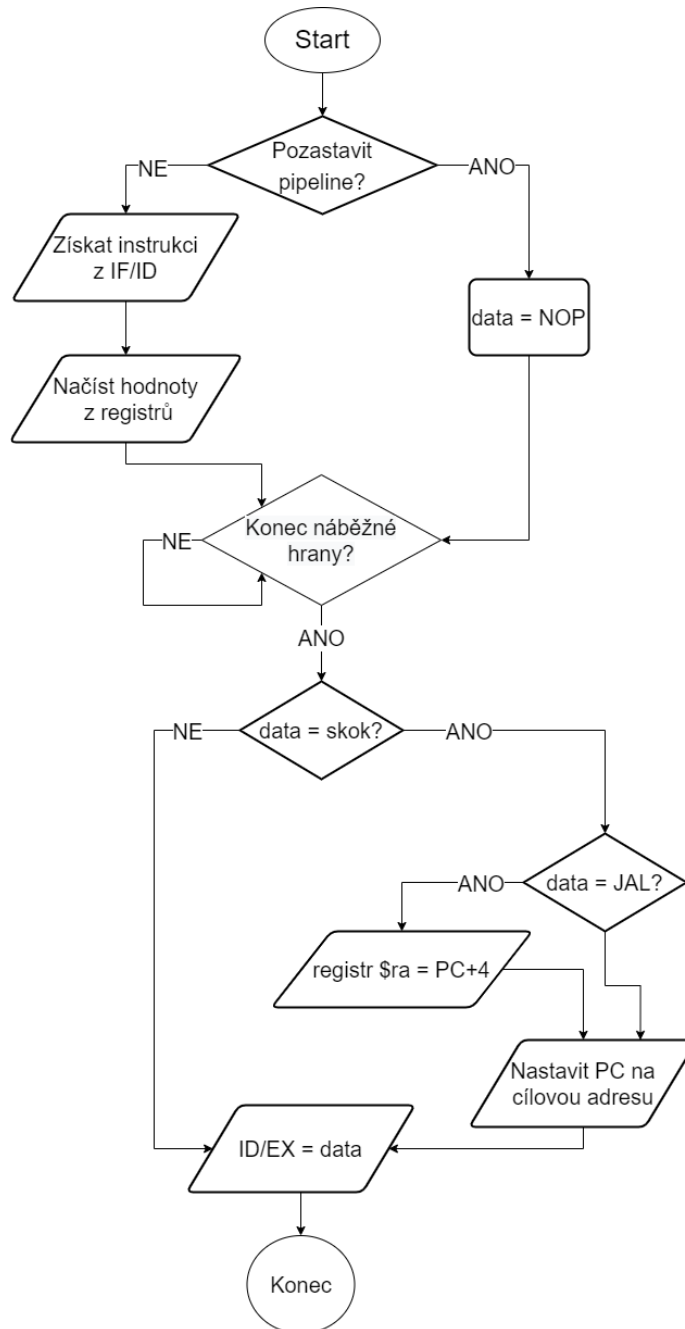 Start
Pozastavit
pipeline?
NE
ANO
Získat instrukci
z IF/ID
data = NOP
Načíst hodnoty
z registrů
Konec náběžné
hrany?
NE
ANO
data = skok?
NE
ANO
data = JAL?
ANO
registr $ra = PC+4
Nastavit PC na
cílovou adresu
ID/EX = data
Konec